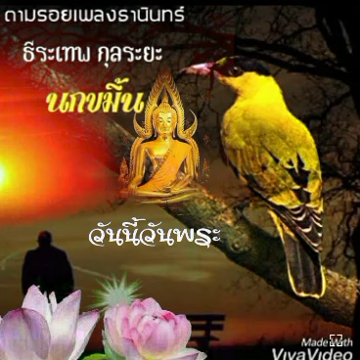 ตามรอยเพลงธานินทร์
ธีระเทพ กุลระยะ
นกขมิ้น
วันนี้วันพระ
Made with
VivaVideo